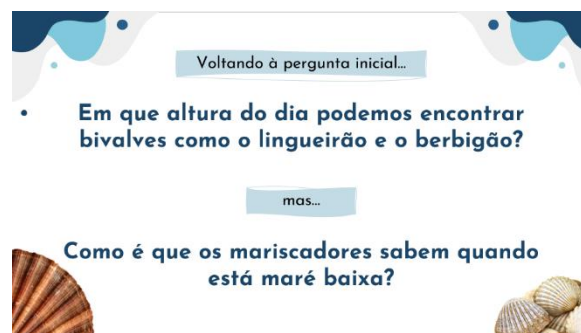 Voltando à pergunta inicial...
• Em que altura do dia podemos encontrar
bivalves como o lingueirão e o berbigão?
mas...
Como é que os mariscadores sabem quando
está maré baixa?